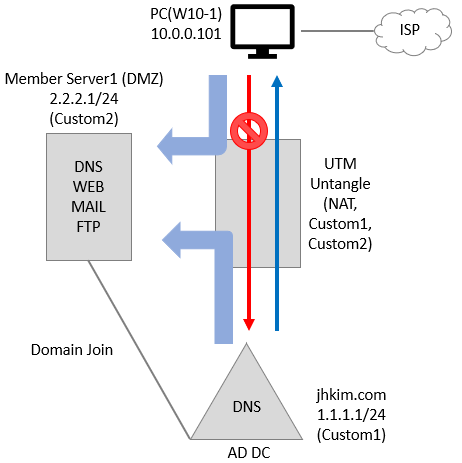 PC(W10-1)
10.0.0.101
ISP
Member Server1 (DMZ)
2.2.2.1/24
(Custom2)
DNS
WEB
MAIL
FTP
UTM
Untangle
(NAT,
Custom1,
Custom2)
Domain Join
DNS
jhkim.com
1.1.1.1/24
(Custom1)
AD DC